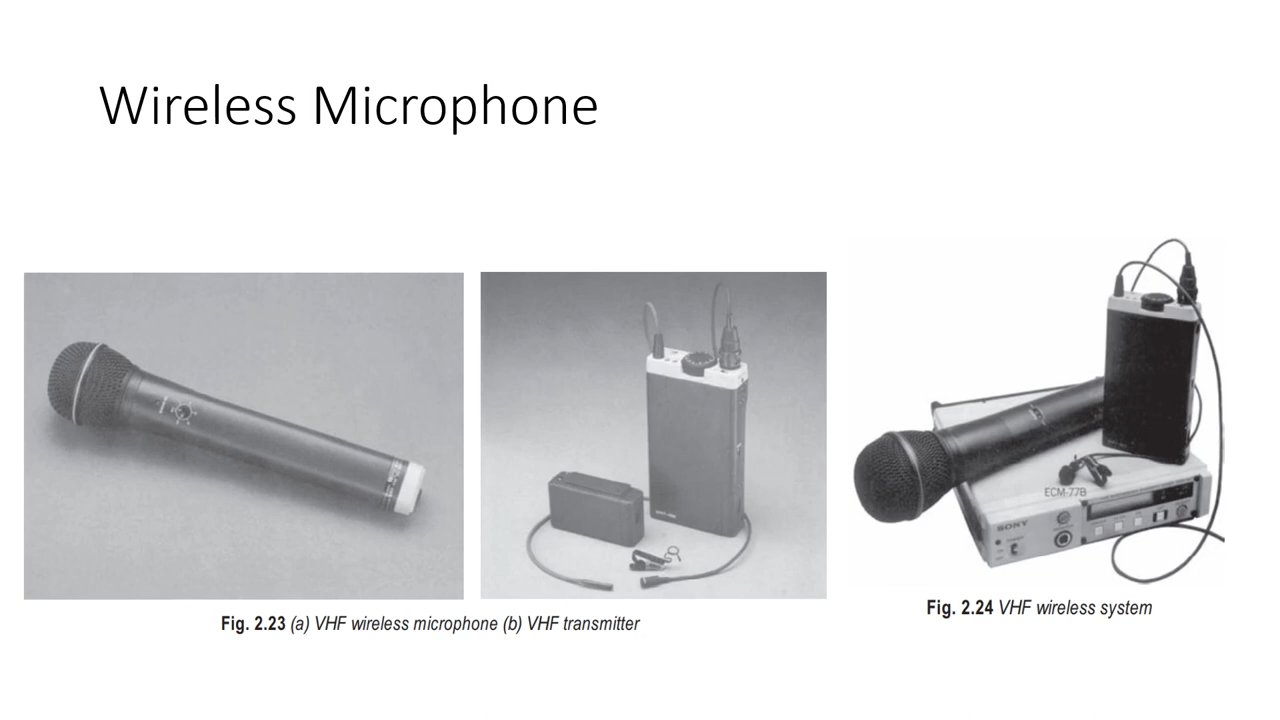 Wireless Microphone
ECM-77B
SONY
Fig. 2.23 (a) VHF wireless microphone (b) VHF transmitter
Fig. 2.24 VHF wireless system